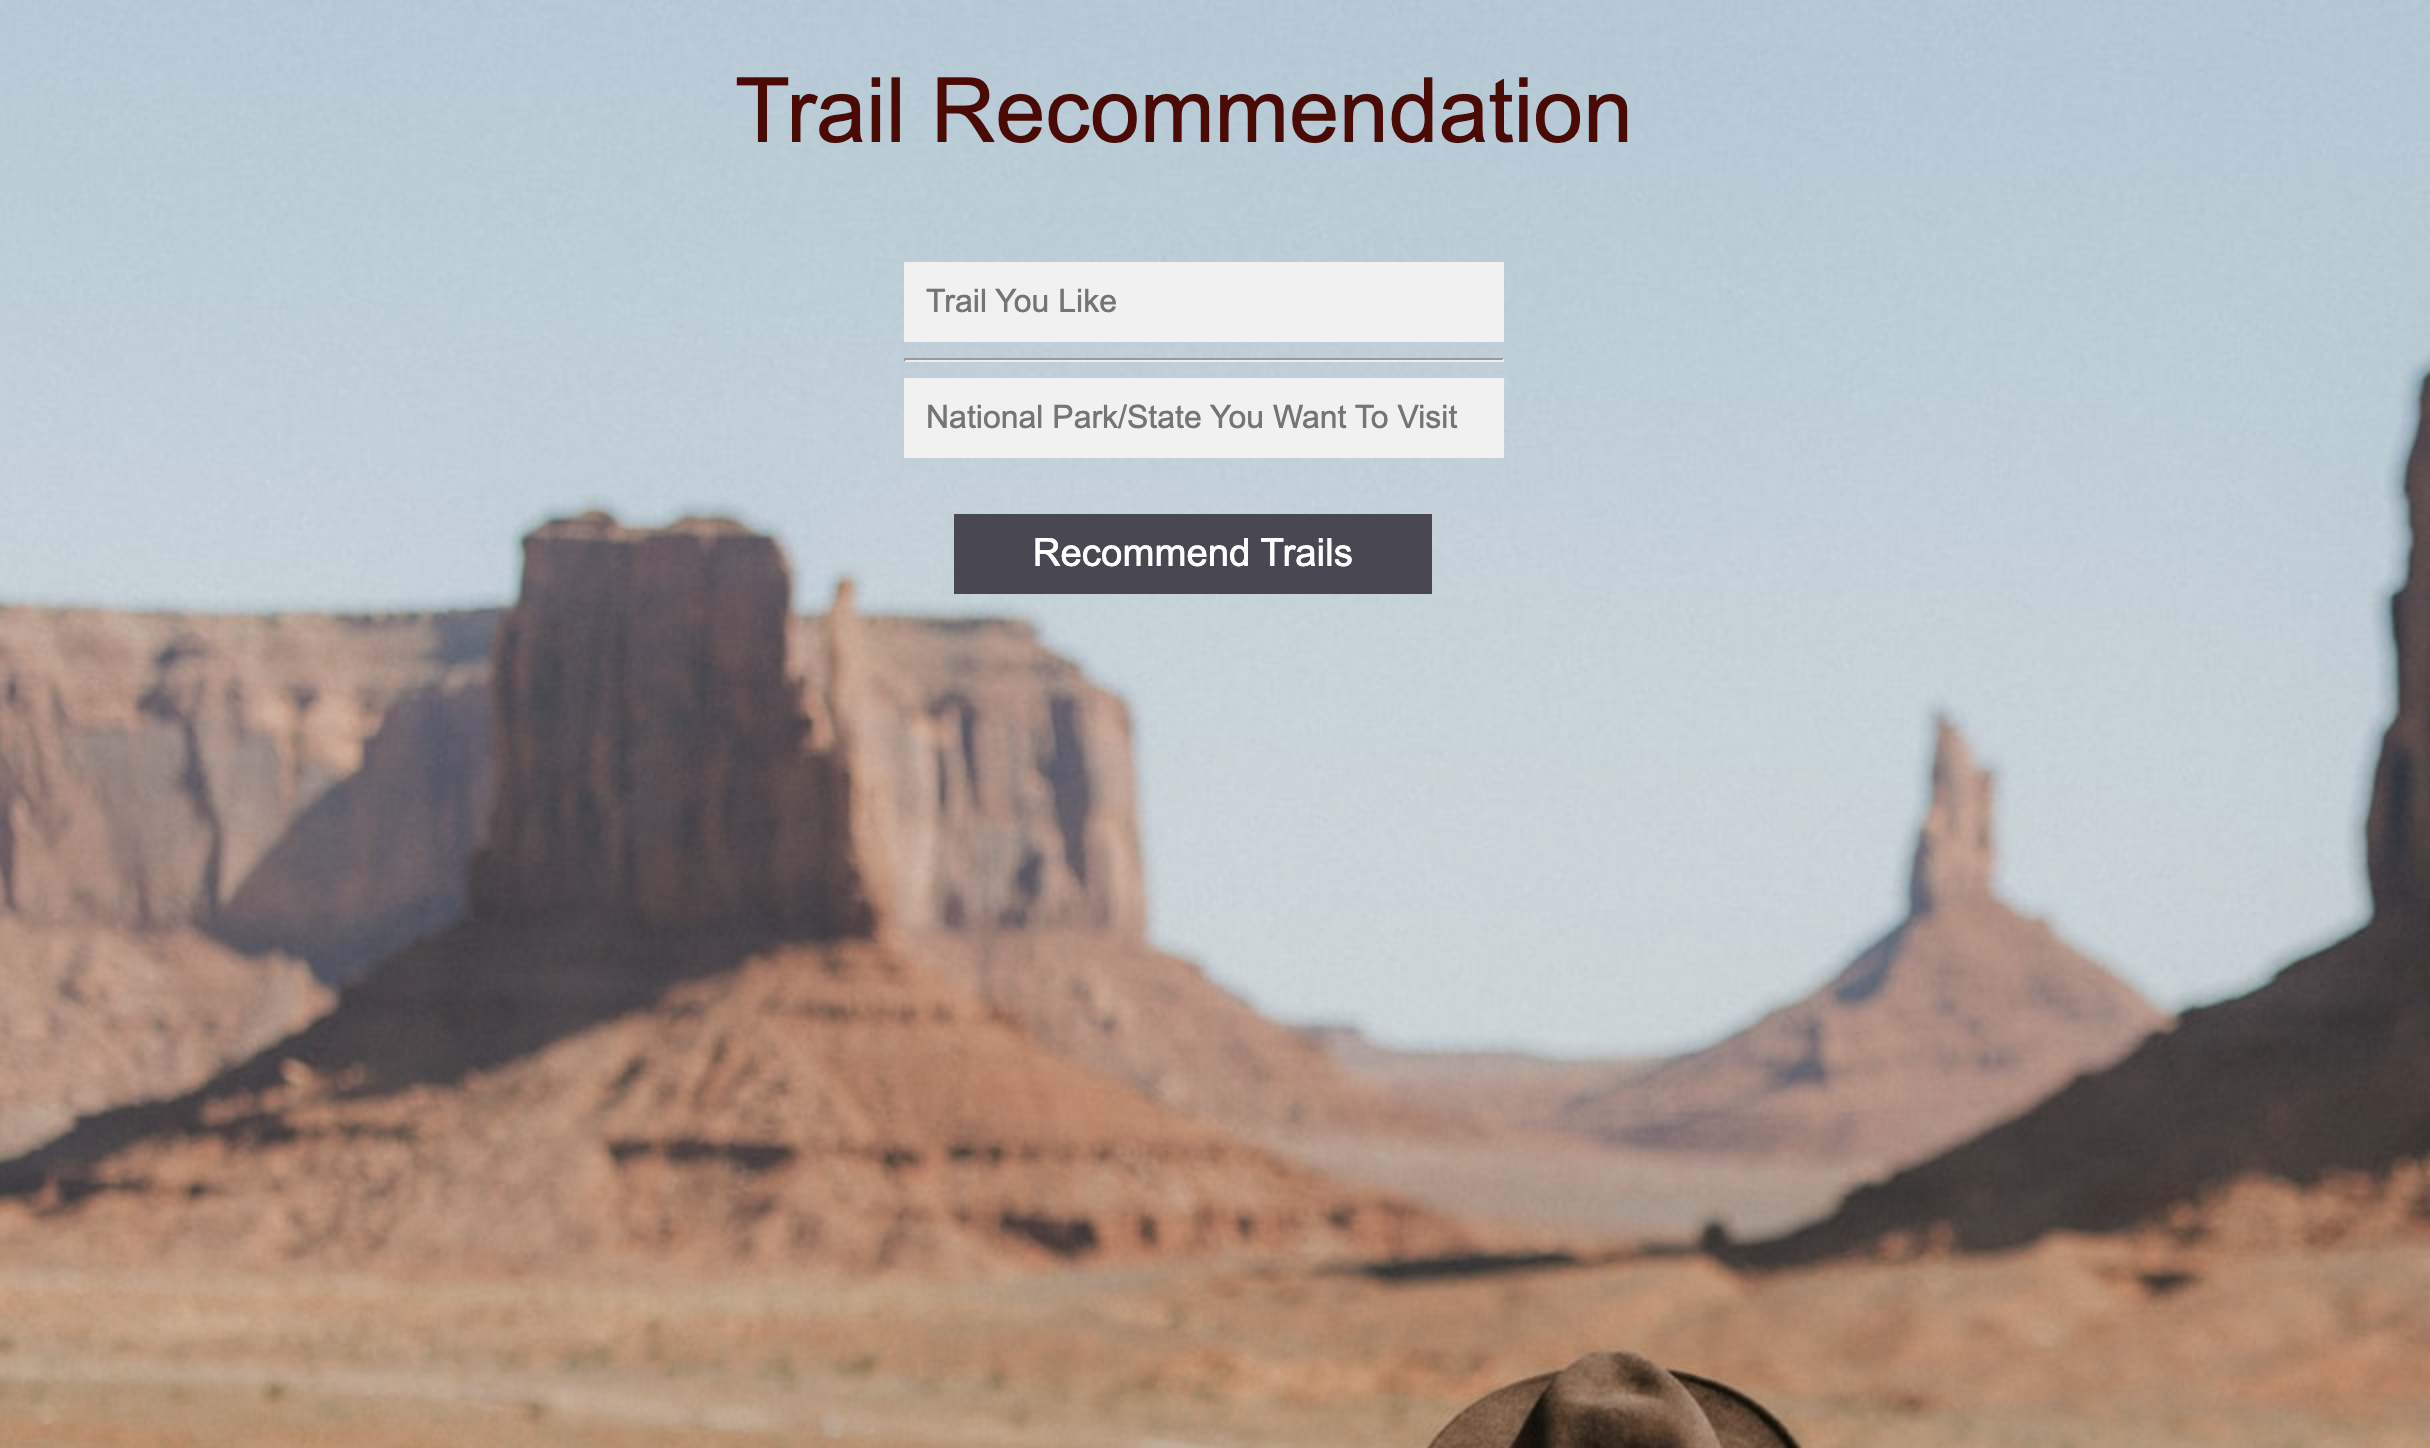 Trail Recommendation
Trail You Like
National Park/State You Want To Visit
Recommend Trails